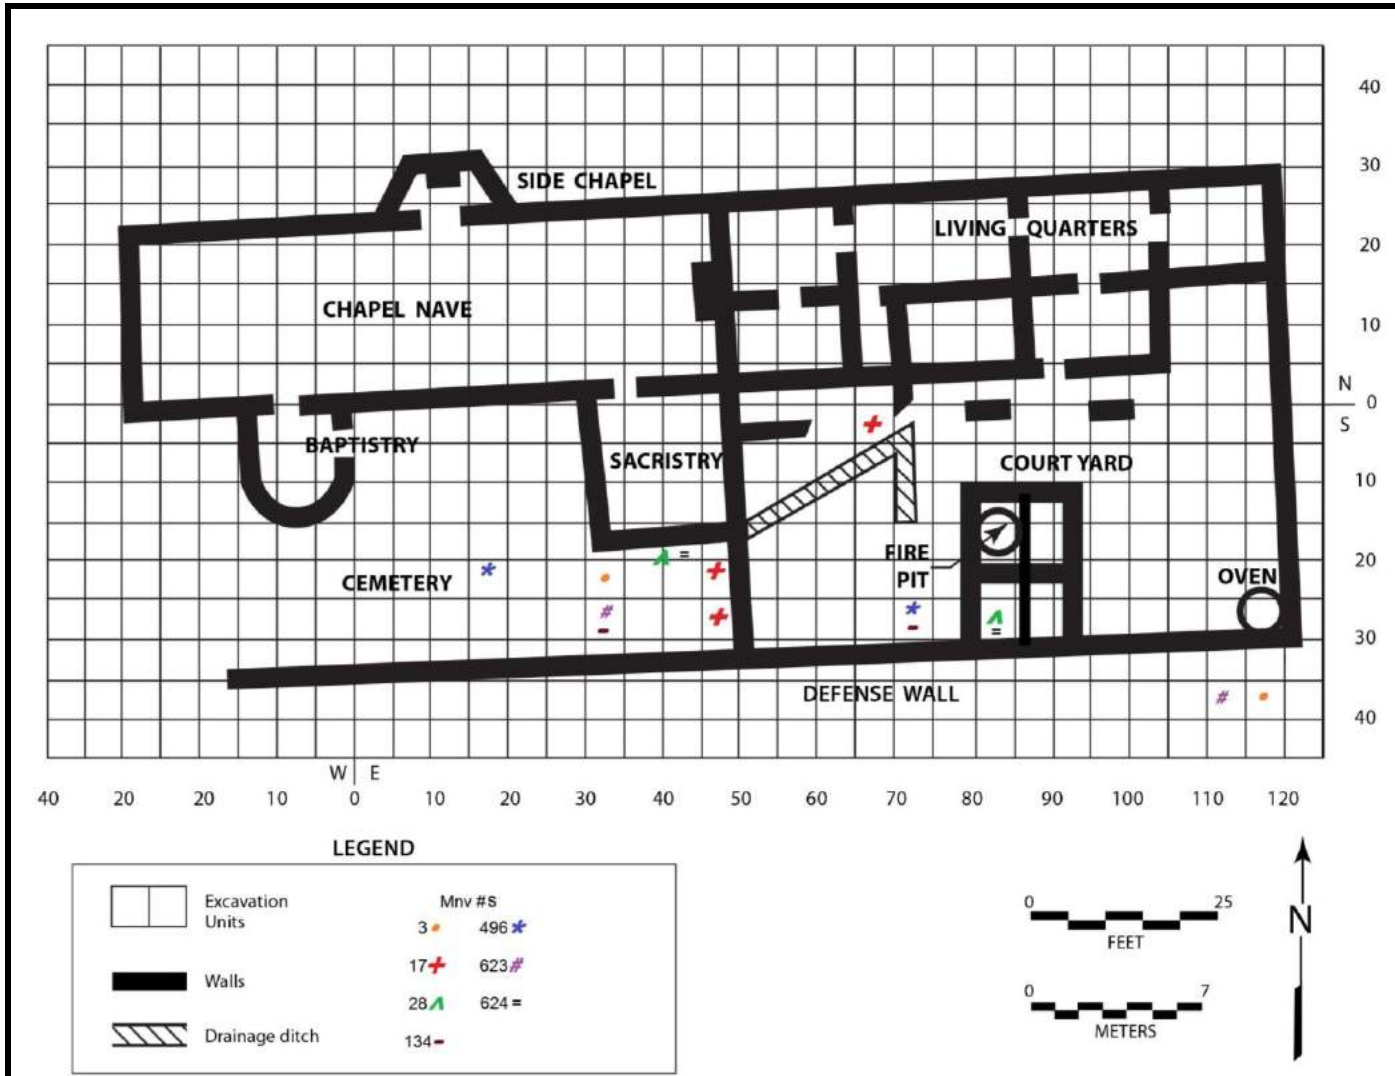 40
30
SIDE CHAPEL
LIVING QUARTERS
20
CHAPEL NAVE
10
N
0
S
BAPTISTRY
SACRISTRY
COURT YARD
10
FIRE
PIT
20
CEMETERY
OVEN
30
DEFENSE WALL
40
W E
40 20 20 10 0 10 20 30 40 50 60 70 80 90 100 110 120
LEGEND
Excavation
Units
Walls
Drainage ditch
Mnv #s
3 496 *
17 + 623 #
28 ʌ 624 =
134 -
0 25
FEET
0 7
METERS
N